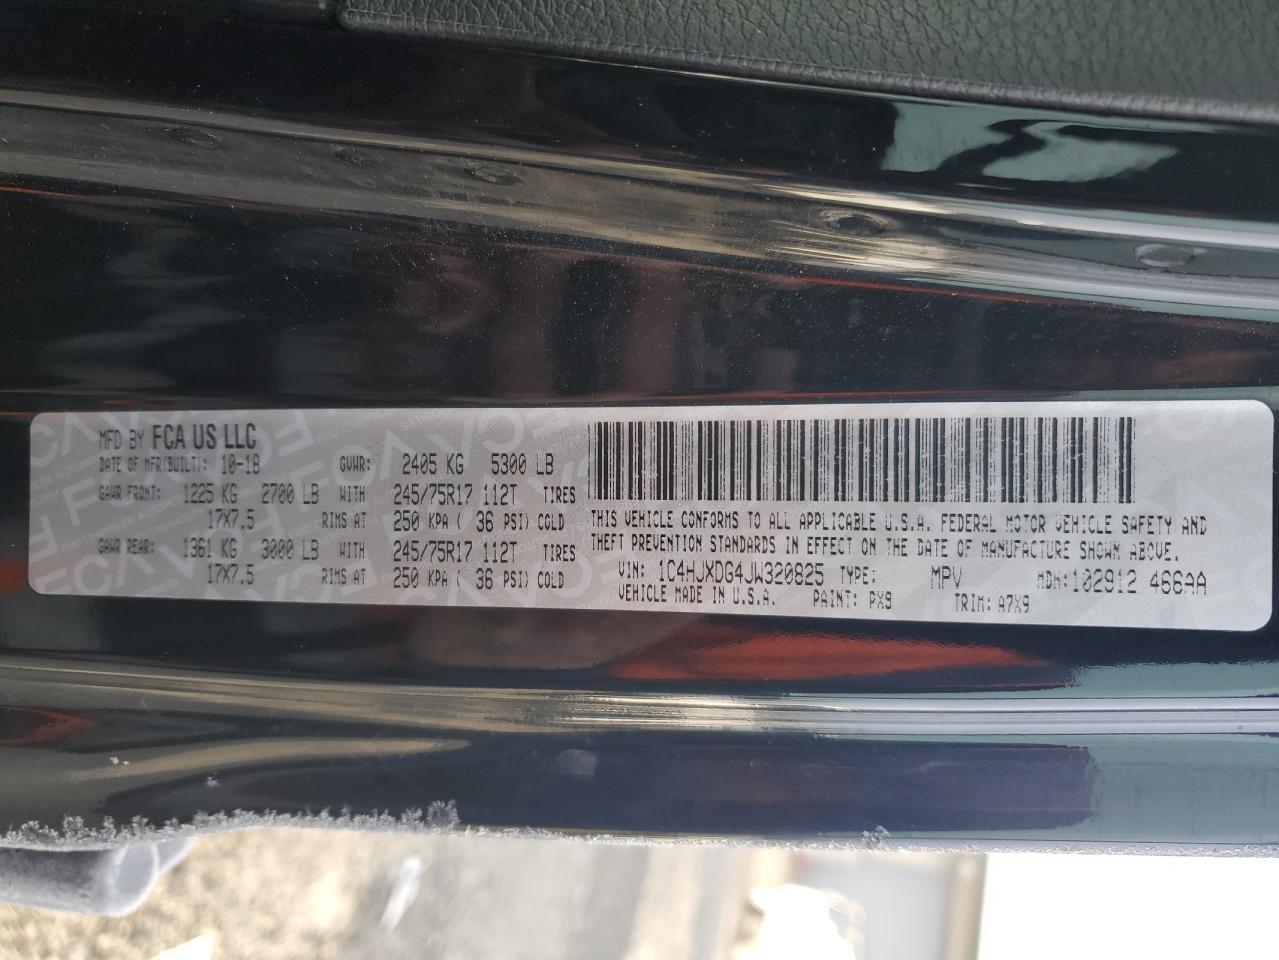 MFD BY FCA US LLC
DATE OF MFR(BUILT): 10-18 GVWR: 2405 KG 5300 LB
GAWR FRONT: 1225 KG 2700 LB WITH 245/75R17 112T TIRES
17X7.5 RIMS AT 250 KPA ( 36 PSI) COLD
GAWR REAR: 1361 KG 3000 LB WITH 245/75R17 112T TIRES
17X7.5 RIMS AT 250 KPA ( 36 PSI) COLD
THIS VEHICLE CONFORMS TO ALL APPLICABLE U.S.A. FEDERAL MOTOR VEHICLE SAFETY AND
THEFT PREVENTION STANDARDS IN EFFECT ON THE DATE OF MANUFACTURE SHOWN ABOVE.
VIN: 1C4HJXDG4JW320825 TYPE: MPV MDH:102912 466AA
VEHICLE MADE IN U.S.A. PAINT: PX8 TRIM: A7X9